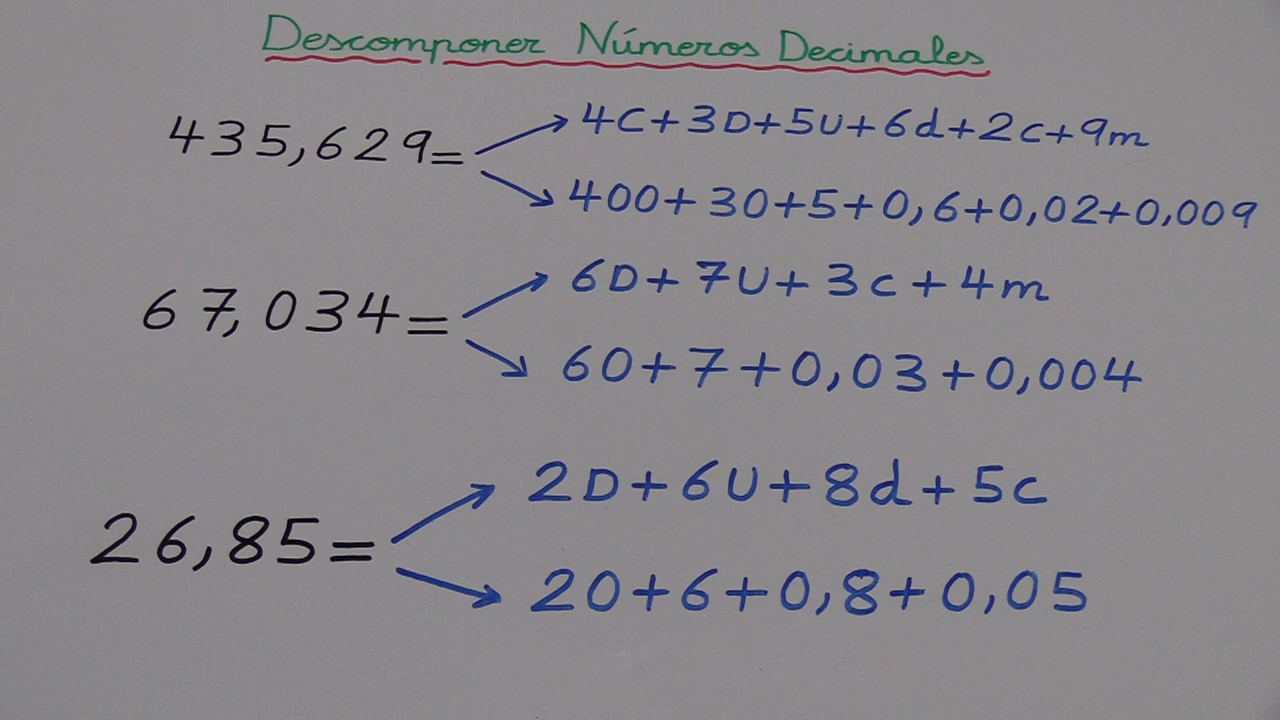 Descomponer Números Decimales
4C+3D+5U+6d+2c+9m
435,629=
400+30+5+0,6+0,02+0,009
6D+7U+3c+4m
67,034=
60+7+0,03+0,004
2D+6U+8d+5c
26,85=
20+6+0,8+0,05